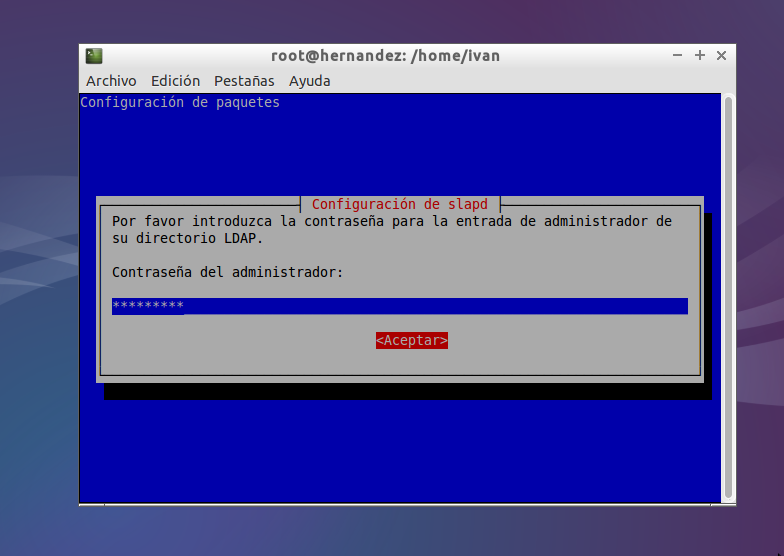 root@hernandez: /home/ivan
Archivo Edición Pestañas Ayuda
Configuración de paquetes
Configuración de slapd
Por favor introduzca la contraseña para la entrada de administrador de
su directorio LDAP.
Contraseña del administrador:
*********
<Aceptar>